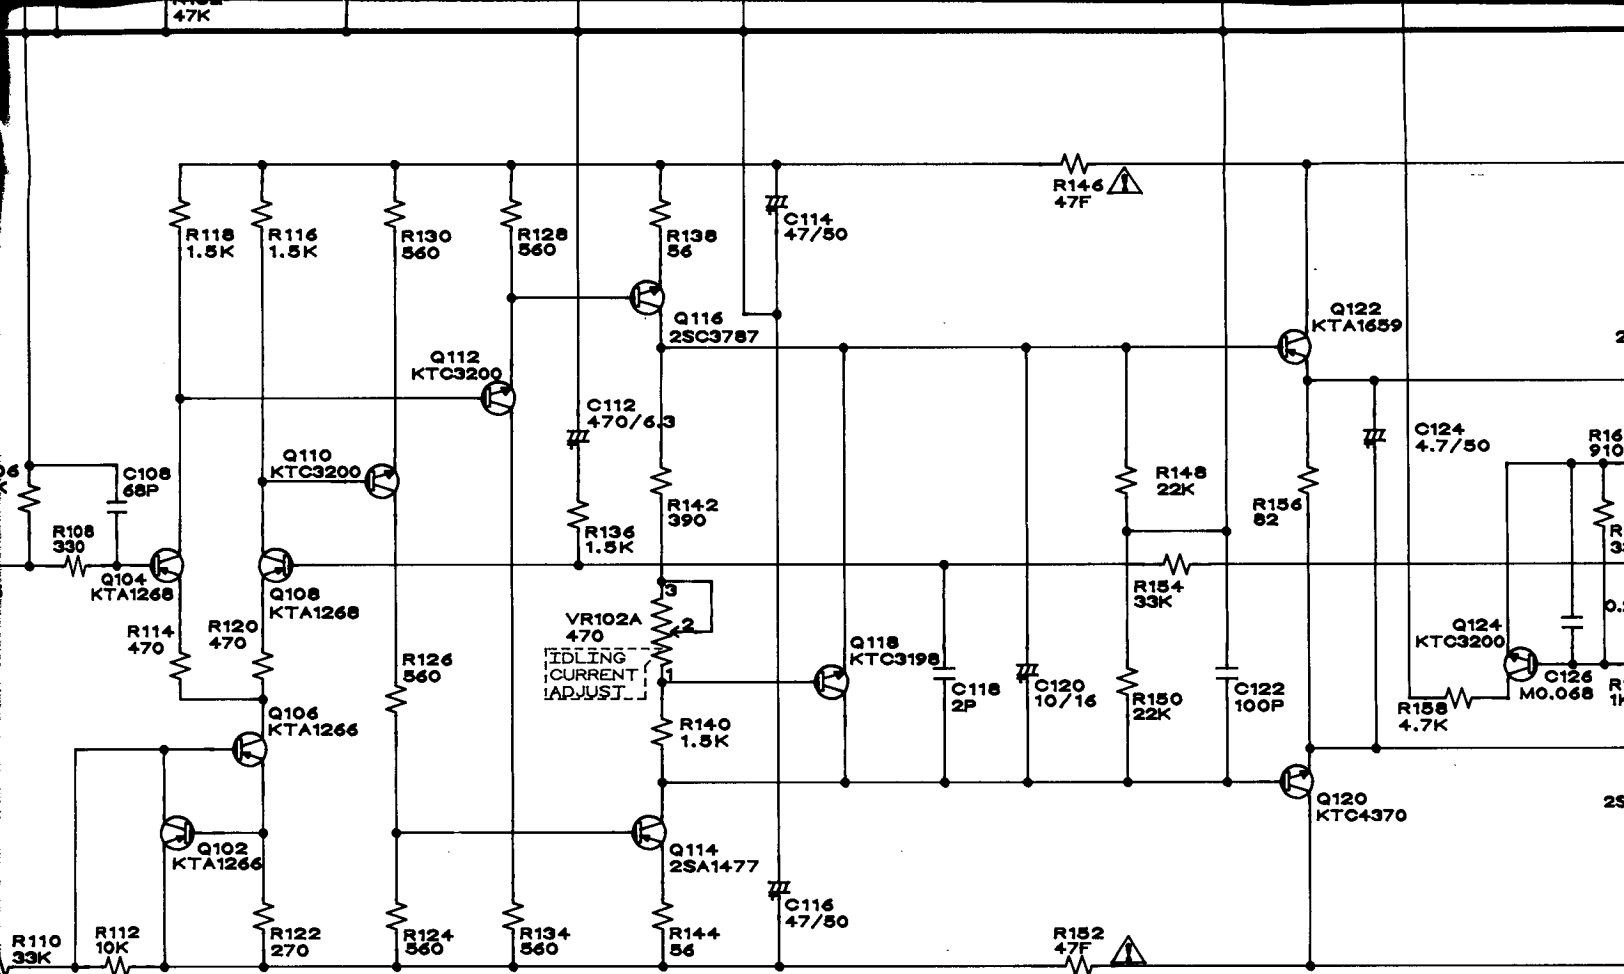 47K
R118
1.5K
R116
1.5K
R130
560
R128
560
R138
56
C114
47/50
R146
47F
Q116
2SC3787
Q122
KTA1659
Q112
KTC3200
C112
470/6.3
C124
4.7/50
Q110
KTC3200
C108
68P
R142
390
R148
22K
R156
82
R108
330
R136
1.5K
Q104
KTA1268
Q108
KTA1268
R154
33K
R114
470
R120
470
VR102A
470
3
2
1
IDLING
CURRENT
ADJUST
Q118
KTC3198
Q124
KTC3200
R126
560
C118
2P
C120
10/16
R150
22K
C122
100P
C126
M0.068
R158
4.7K
Q106
KTA1266
R140
1.5K
Q102
KTA1266
Q114
2SA1477
Q120
KTC4370
R110
33K
R112
10K
R122
270
R124
560
R134
560
R144
56
C116
47/50
R152
47F